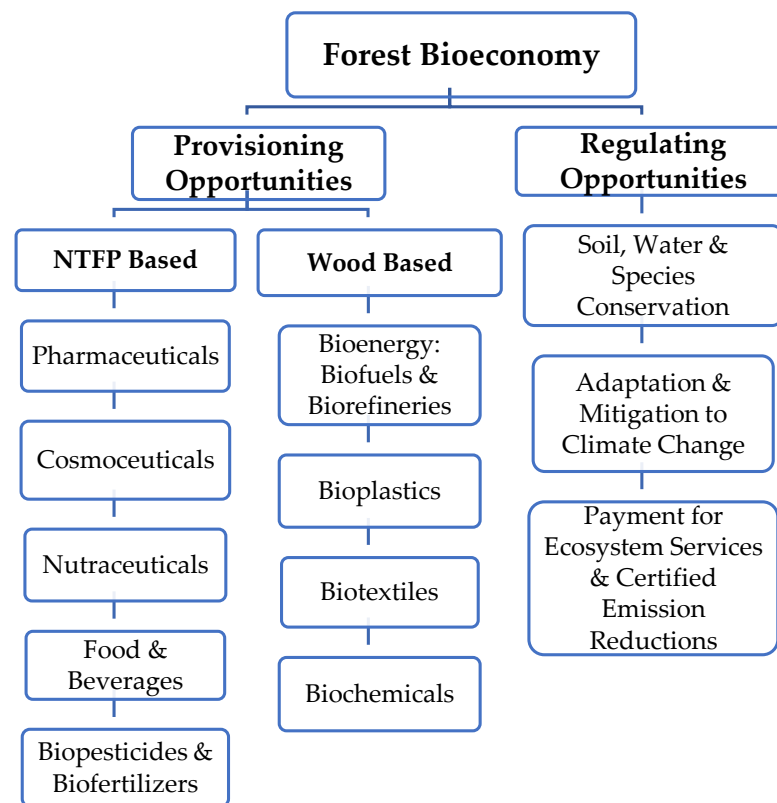 Forest Bioeconomy
Provisioning
Opportunities
Regulating
Opportunities
NTFP Based
Wood Based
Soil, Water &
Species
Conservation
Pharmaceuticals
Bioenergy:
Biofuels &
Biorefineries
Adaptation &
Mitigation to
Climate Change
Cosmoceuticals
Bioplastics
Payment for
Ecosystem Services
& Certified
Emission
Reductions
Nutraceuticals
Biotextiles
Food &
Beverages
Biochemicals
Biopesticides &
Biofertilizers